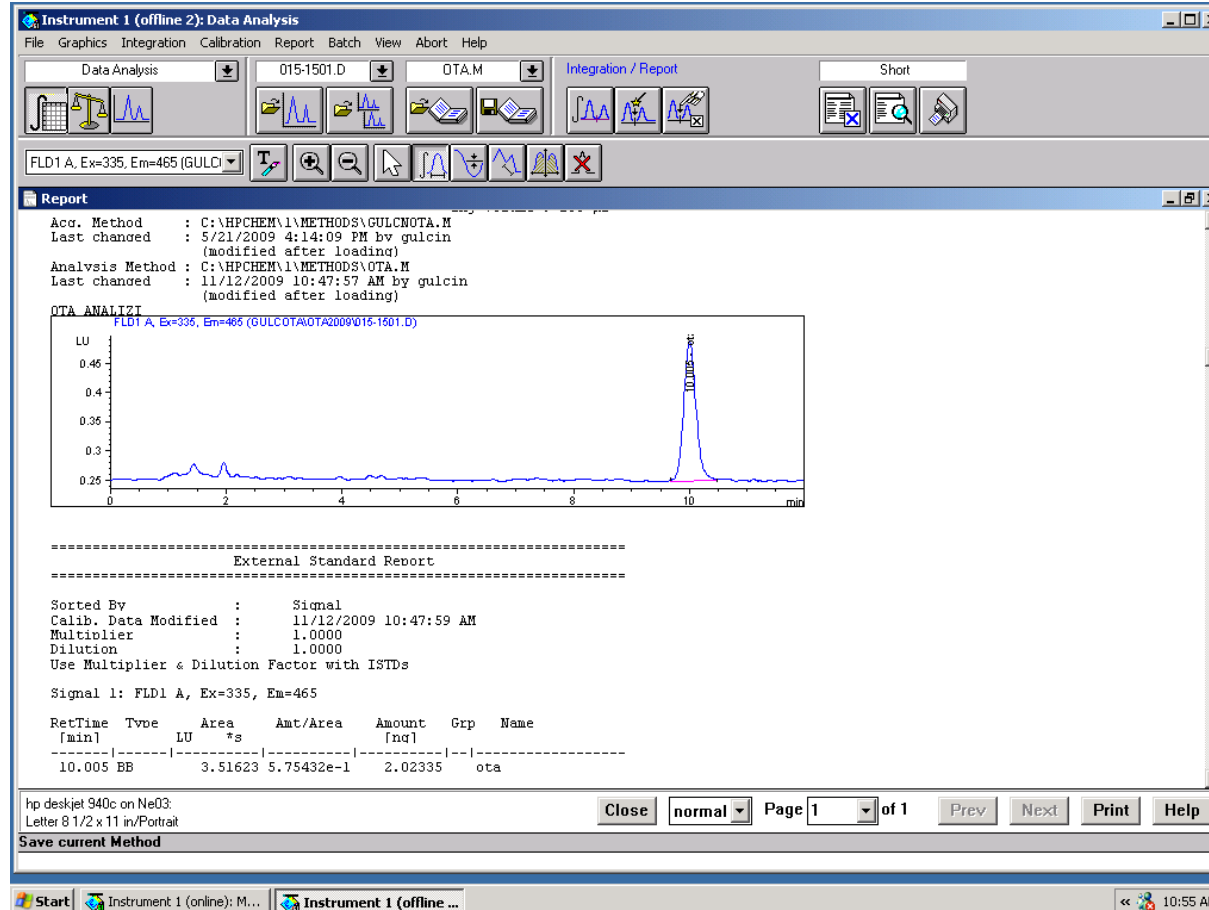 Instrument 1 (offline 2): Data Analysis
File Graphics Integration Calibration Report Batch View Abort Help
Data Analysis 015-1501.D OTA.M Integration / Report Short
FLD1 A, Ex=335, Em=465 (GULC
Report
Acq. Method : C:\HPCHEM\1\METHODS\GULCNOTA.M
Last changed : 5/21/2009 4:14:09 PM by gulcin
(modified after loading)
Analysis Method : C:\HPCHEM\1\METHODS\OTA.M
Last changed : 11/12/2009 10:47:57 AM by gulcin
(modified after loading)
OTA ANALIZI
FLD1 A, Ex=335, Em=465 (GULCOTA\OTA2009\015-1501.D)
LU
0.45
0.4
0.35
0.3
0.25
0 2 4 6 8 10 min
External Standard Report
Sorted By : Signal
Calib. Data Modified : 11/12/2009 10:47:59 AM
Multiplier : 1.0000
Dilution : 1.0000
Use Multiplier & Dilution Factor with ISTDs
Signal 1: FLD1 A, Ex=335, Em=465
RetTime Type Area Amt/Area Amount Grp Name
[min] LU *s [ng]
10.005 BB 3.51623 5.75432e-1 2.02335 ota
hp deskjet 940c on Ne03:
Letter 8 1/2 x 11 in/Portrait
Close normal Page 1 of 1 Prev Next Print Help
Save current Method
Start Instrument 1 (online): M... Instrument 1 (offline ... « 10:55 A